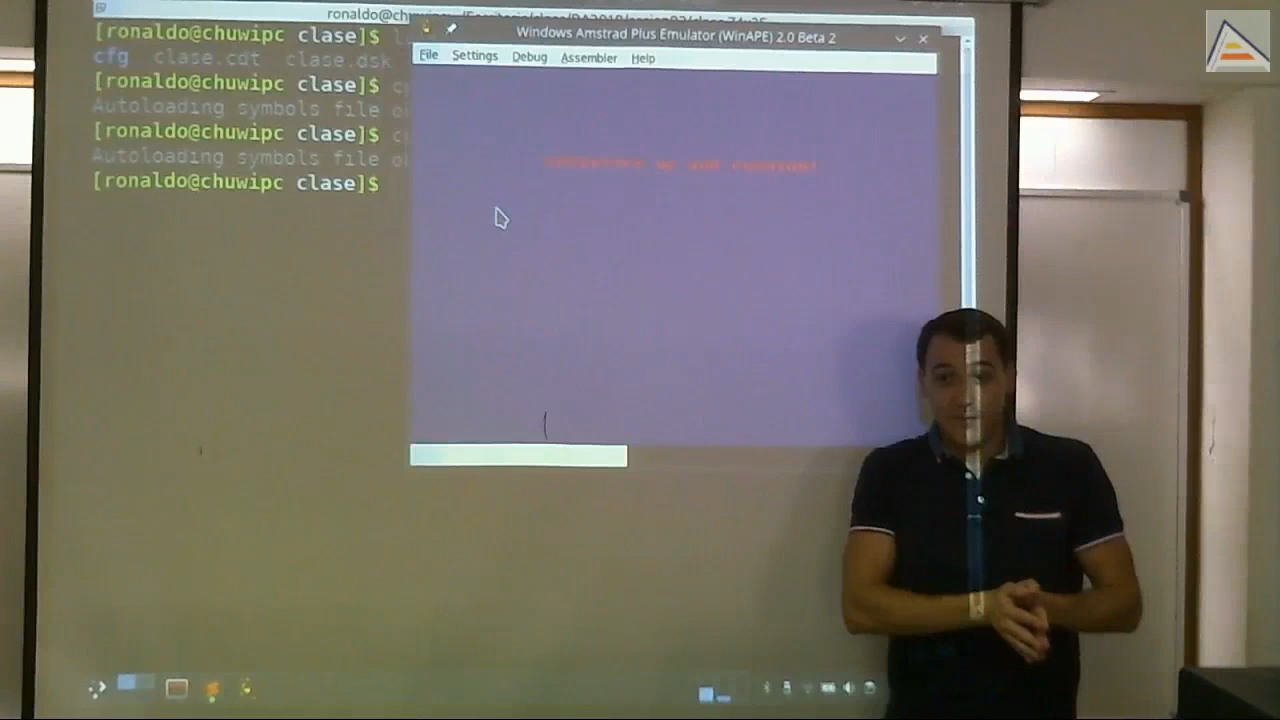 [ronaldo@chuwipc clase]$
cfg clase.cdt clase.dsk
[ronaldo@chuwipc clase]$
Autoloading symbols file
[ronaldo@chuwipc clase]$
Autoloading symbols file
[ronaldo@chuwipc clase]$
Windows Amstrad Plus Emulator (WinAPE) 2.0 Beta 2
File Settings Debug Assembler Help